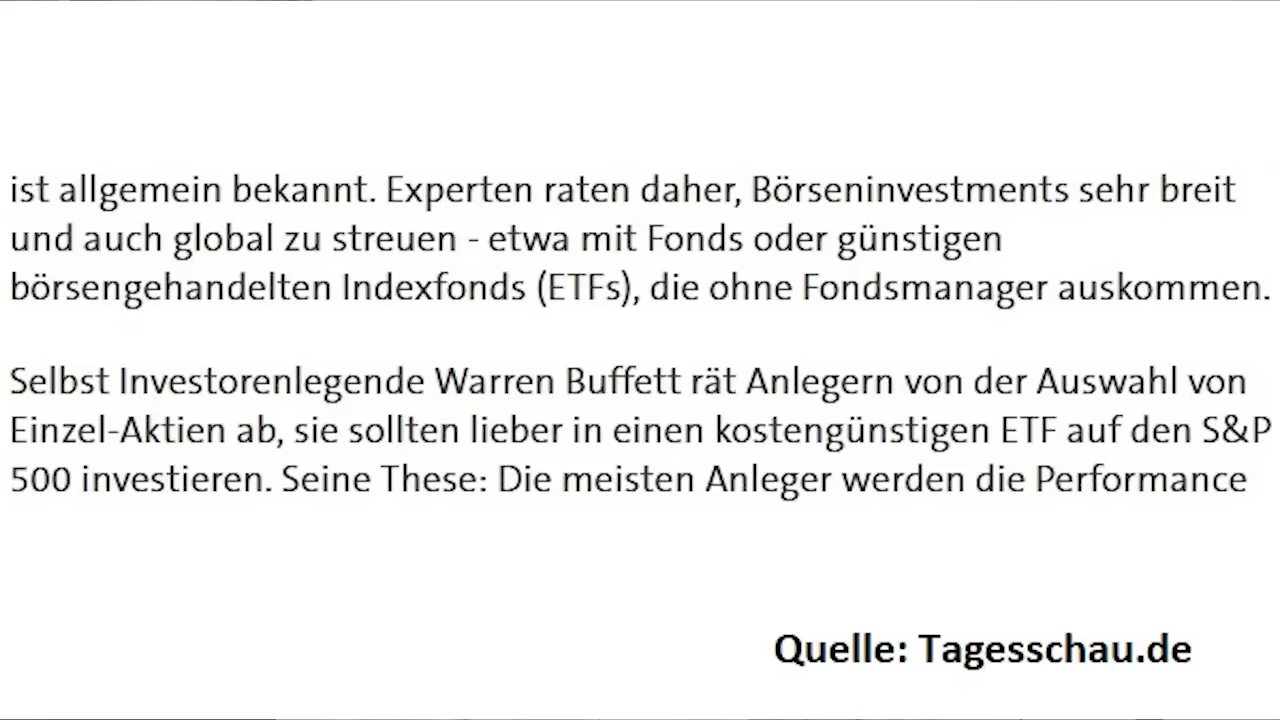 ist allgemein bekannt. Experten raten daher, Börseninvestments sehr breit
und auch global zu streuen - etwa mit Fonds oder günstigen
börsengehandelten Indexfonds (ETFs), die ohne Fondsmanager auskommen.
Selbst Investorenlegende Warren Buffett rät Anlegern von der Auswahl von
Einzel-Aktien ab, sie sollten lieber in einen kostengünstigen ETF auf den S&P
500 investieren. Seine These: Die meisten Anleger werden die Performance
Quelle: Tagesschau.de